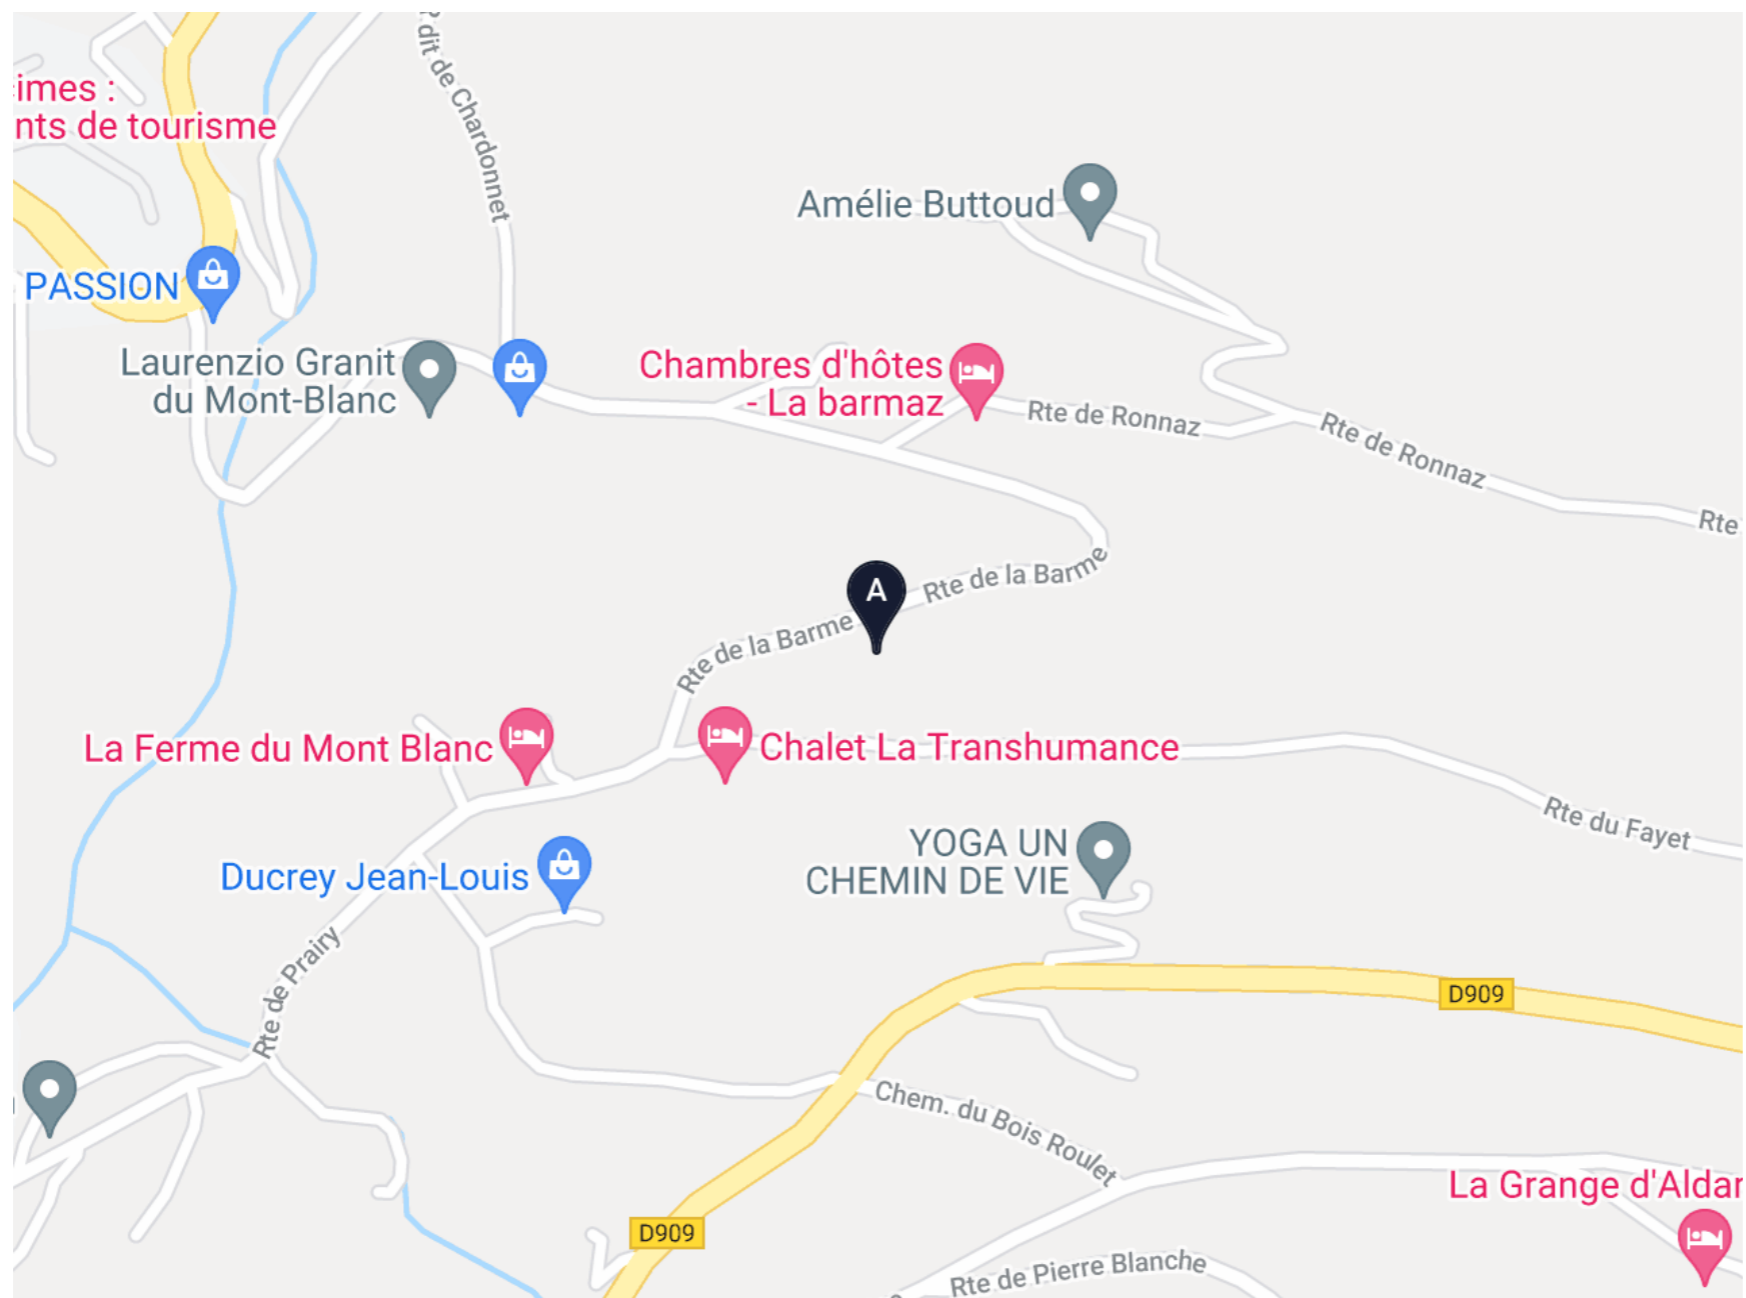 dit de Chardonnet
imes :
nts de tourisme
Amélie Buttoud
PASSION
Laurenzio Granit
du Mont-Blanc
Chambres d'hôtes
- La barmaz
Rte de Ronnaz
Rte de Ronnaz
Rte
A
Rte de la Barme
Rte de la Barme
La Ferme du Mont Blanc
Chalet La Transhumance
Rte du Fayet
YOGA UN
CHEMIN DE VIE
Ducrey Jean-Louis
Rte de Prairy
D909
Chem. du Bois Roulet
La Grange d'Aldar
D909
Rte de Pierre Blanche